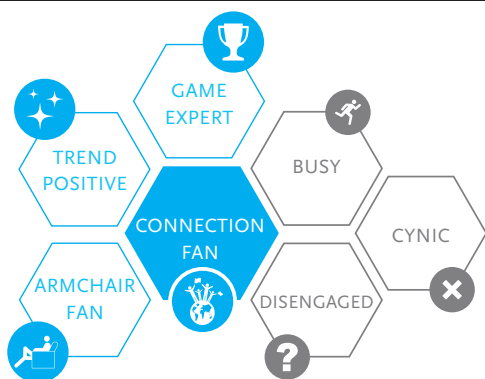 GAME
EXPERT
TREND
POSITIVE
BUSY
CONNECTION
FAN
CYNIC
ARMCHAIR
FAN
DISENGAGED
?